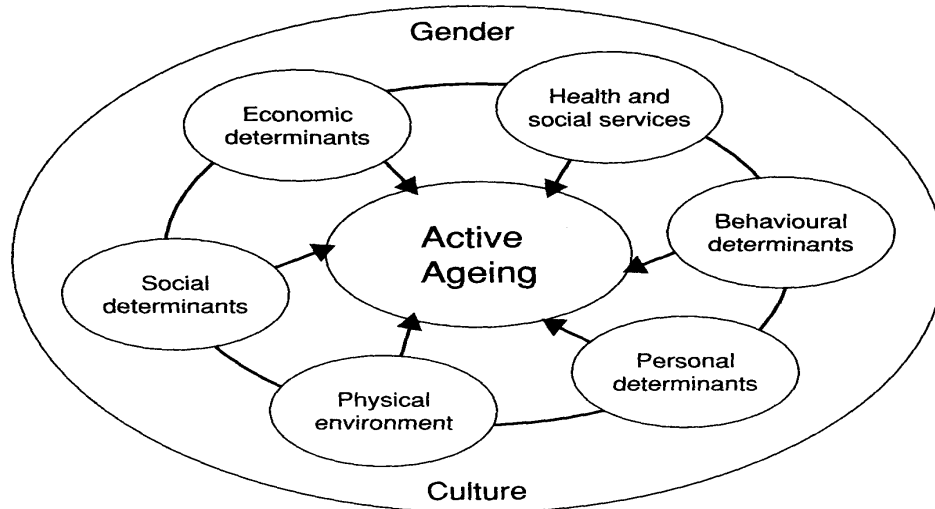 Gender
Economic
determinants
Health and
social services
Active
Ageing
Behavioural
determinants
Social
determinants
Personal
determinants
Physical
environment
Culture